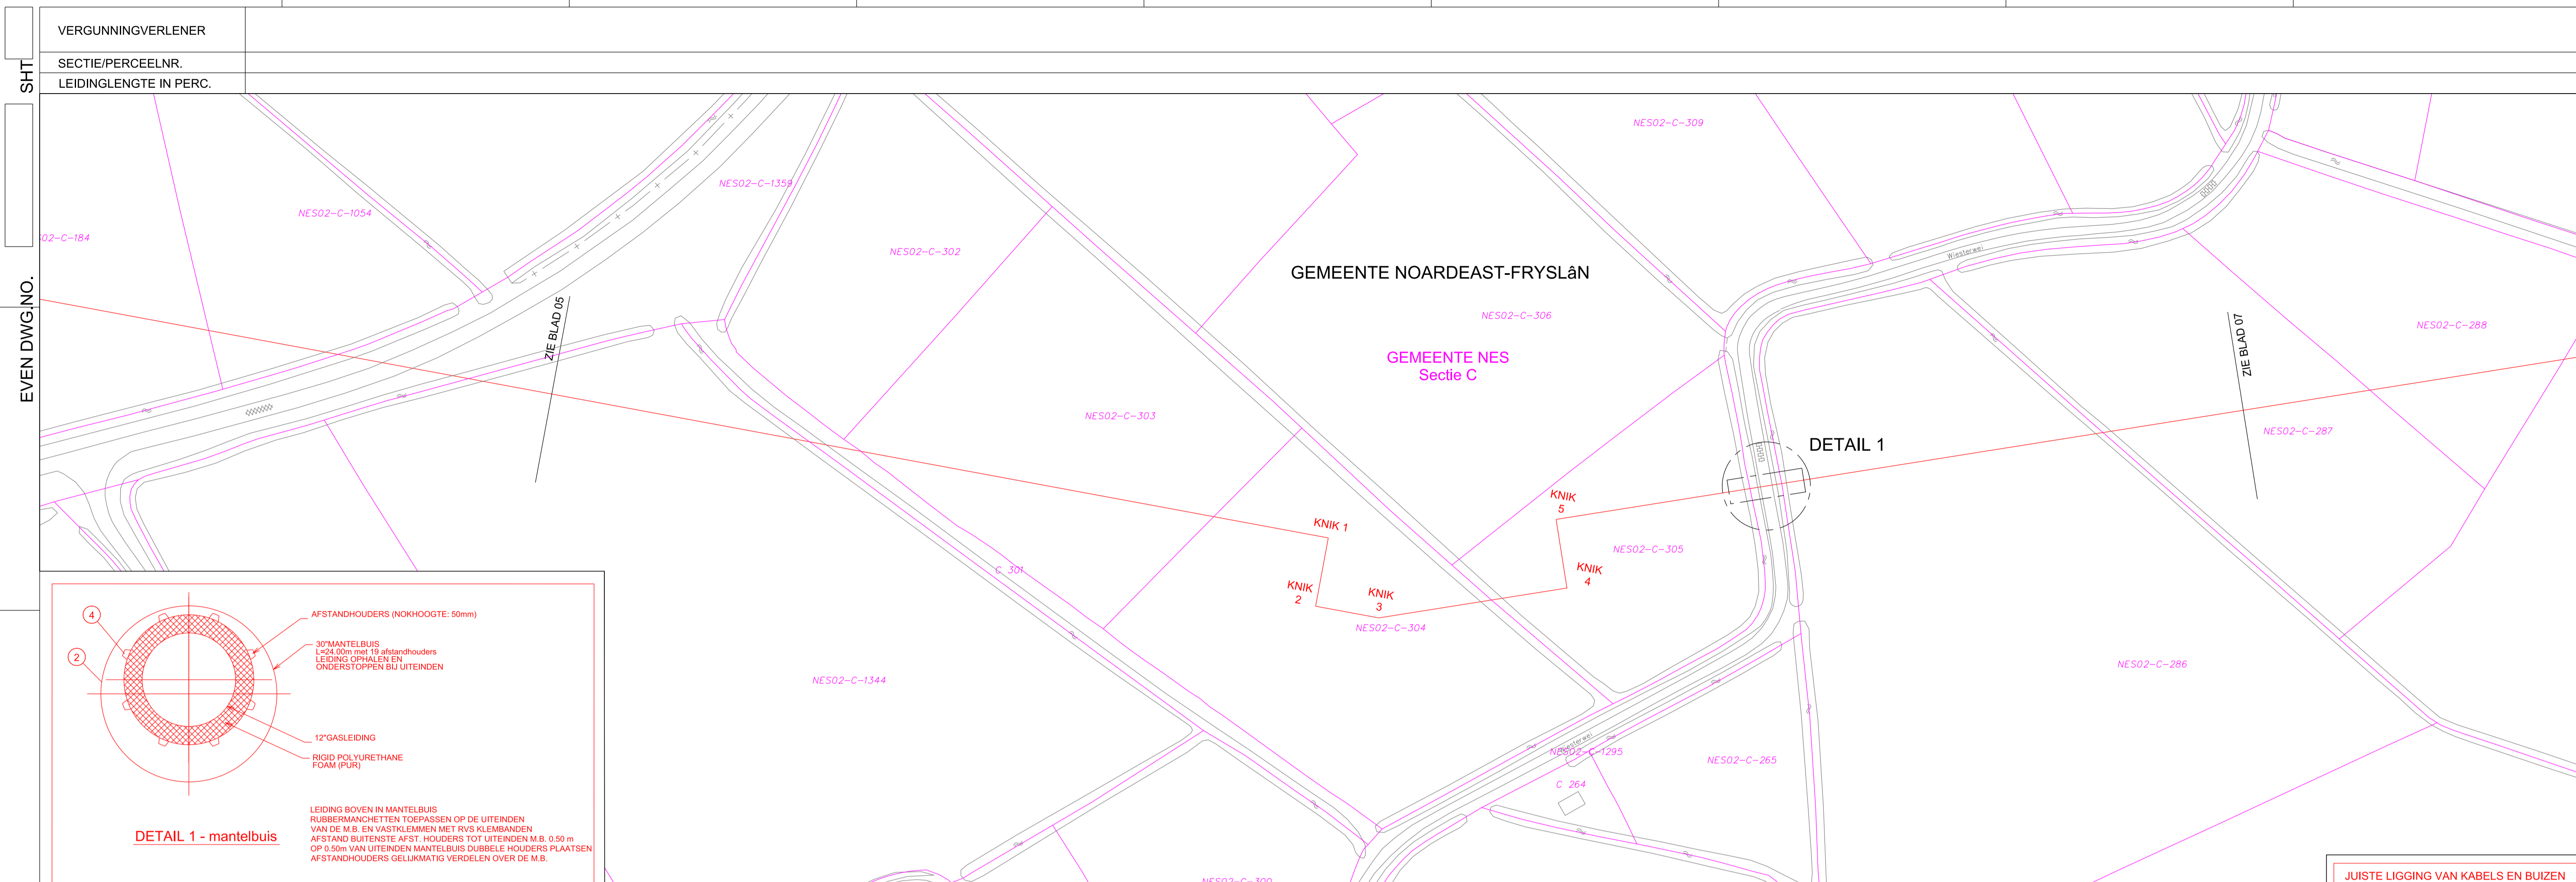 VERGUNNINGVERLENER
SECTIE/PERCEELNR.
LEIDINGLENGTE IN PERC.
SHT
EVEN DWG.NO.
NES02-C-309
NES02-C-1359
NES02-C-1054
02-C-184
NES02-C-302
Wiesterwei
GEMEENTE NOARDEAST-FRYSLâN
NES02-C-306
GEMEENTE NES
Sectie C
ZIE BLAD 05
ZIE BLAD 07
NES02-C-288
NES02-C-303
NES02-C-287
DETAIL 1
KNIK 1
KNIK
5
NES02-C-305
KNIK
4
KNIK
2
KNIK
3
NES02-C-304
C 301
NES02-C-1344
NES02-C-286
Wiesterwei
NES02-C-1295
NES02-C-265
C 264
NES02-C-300
4
2
AFSTANDHOUDERS (NOKHOOGTE: 50mm)
30"MANTELBUIS
L=24,00m met 19 afstandhouders
LEIDING OPHALEN EN
ONDERSTOPPEN BIJ UITEINDEN
12"GASLEIDING
RIGID POLYURETHANE
FOAM (PUR)
DETAIL 1 - mantelbuis
LEIDING BOVEN IN MANTELBUIS
RUBBERMANCHETTEN TOEPASSEN OP DE UITEINDEN
VAN DE M.B. EN VASTKLEMMEN MET RVS KLEMBANDEN
AFSTAND BUITENSTE AFST. HOUDERS TOT UITEINDEN M.B. 0.50 m
OP 0.50m VAN UITEINDEN MANTELBUIS DUBBELE HOUDERS PLAATSEN
AFSTANDHOUDERS GELIJKMATIG VERDELEN OVER DE M.B.
JUISTE LIGGING VAN KABELS EN BUIZEN